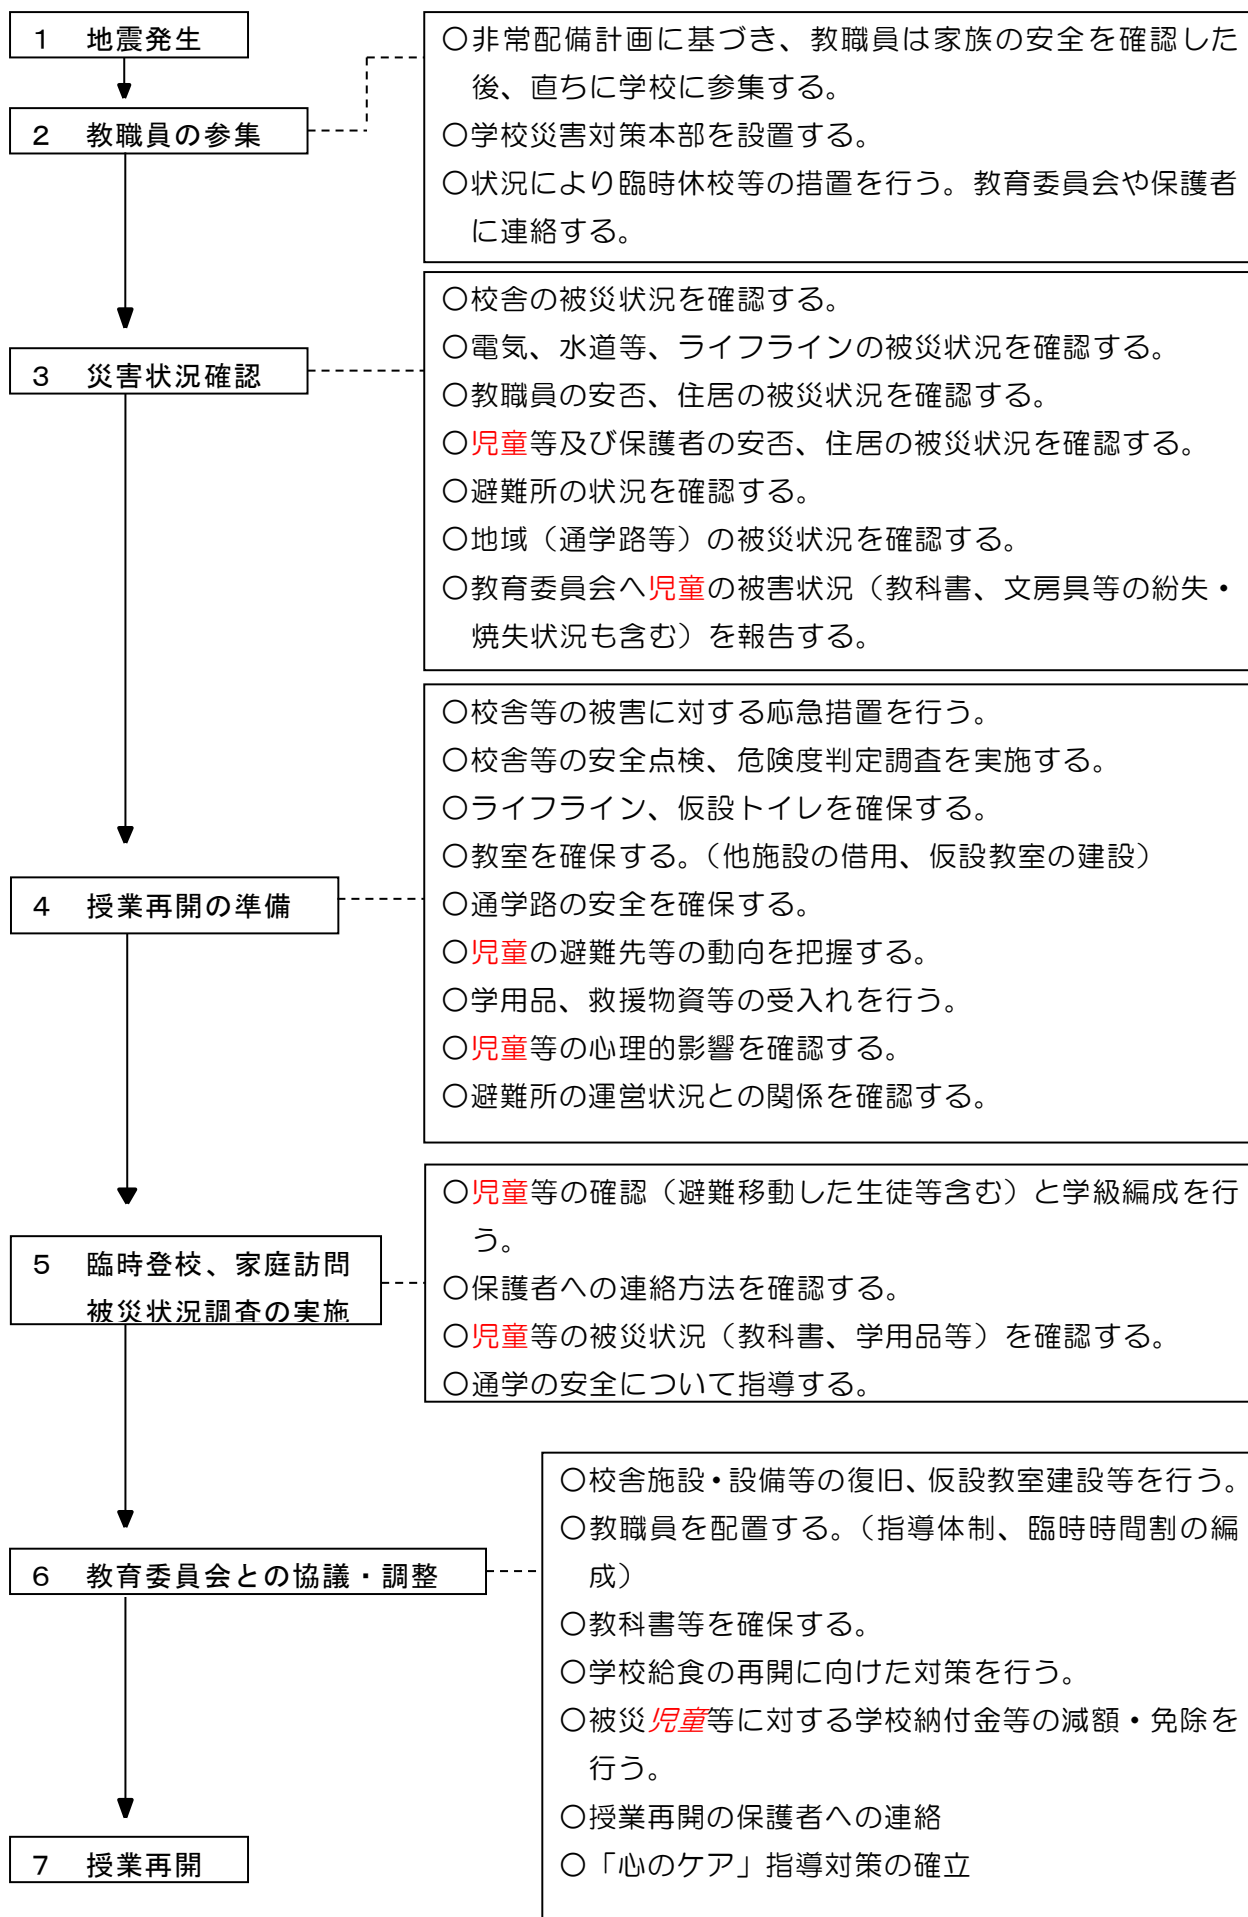 １　地震発生
○非常配備計画に基づき、教職員は家族の安全を確認した
後、直ちに学校に参集する。
２　教職員の参集
○学校災害対策本部を設置する。
○状況により臨時休校等の措置を行う。教育委員会や保護者
に連絡する。
○校舎の被災状況を確認する。
○電気、水道等、ライフラインの被災状況を確認する。
３　災害状況確認
○教職員の安否、住居の被災状況を確認する。
○児童等及び保護者の安否、住居の被災状況を確認する。
○避難所の状況を確認する。
○地域（通学路等）の被災状況を確認する。
○教育委員会へ児童の被害状況（教科書、文房具等の紛失・
焼失状況も含む）を報告する。
○校舎等の被害に対する応急措置を行う。
○校舎等の安全点検、危険度判定調査を実施する。
○ライフライン、仮設トイレを確保する。
○教室を確保する。（他施設の借用、仮設教室の建設）
４　授業再開の準備
○通学路の安全を確保する。
○児童の避難先等の動向を把握する。
○学用品、救援物資等の受入れを行う。
○児童等の心理的影響を確認する。
○避難所の運営状況との関係を確認する。
○児童等の確認（避難移動した生徒等含む）と学級編成を行
う。
５　臨時登校、家庭訪問
被災状況調査の実施
○保護者への連絡方法を確認する。
○児童等の被災状況（教科書、学用品等）を確認する。
○通学の安全について指導する。
○校舎施設・設備等の復旧、仮設教室建設等を行う。
○教職員を配置する。（指導体制、臨時時間割の編
成）
６　教育委員会との協議・調整
○教科書等を確保する。
○学校給食の再開に向けた対策を行う。
○被災児童等に対する学校納付金等の減額・免除を
行う。
○授業再開の保護者への連絡
○「心のケア」指導対策の確立
７　授業再開